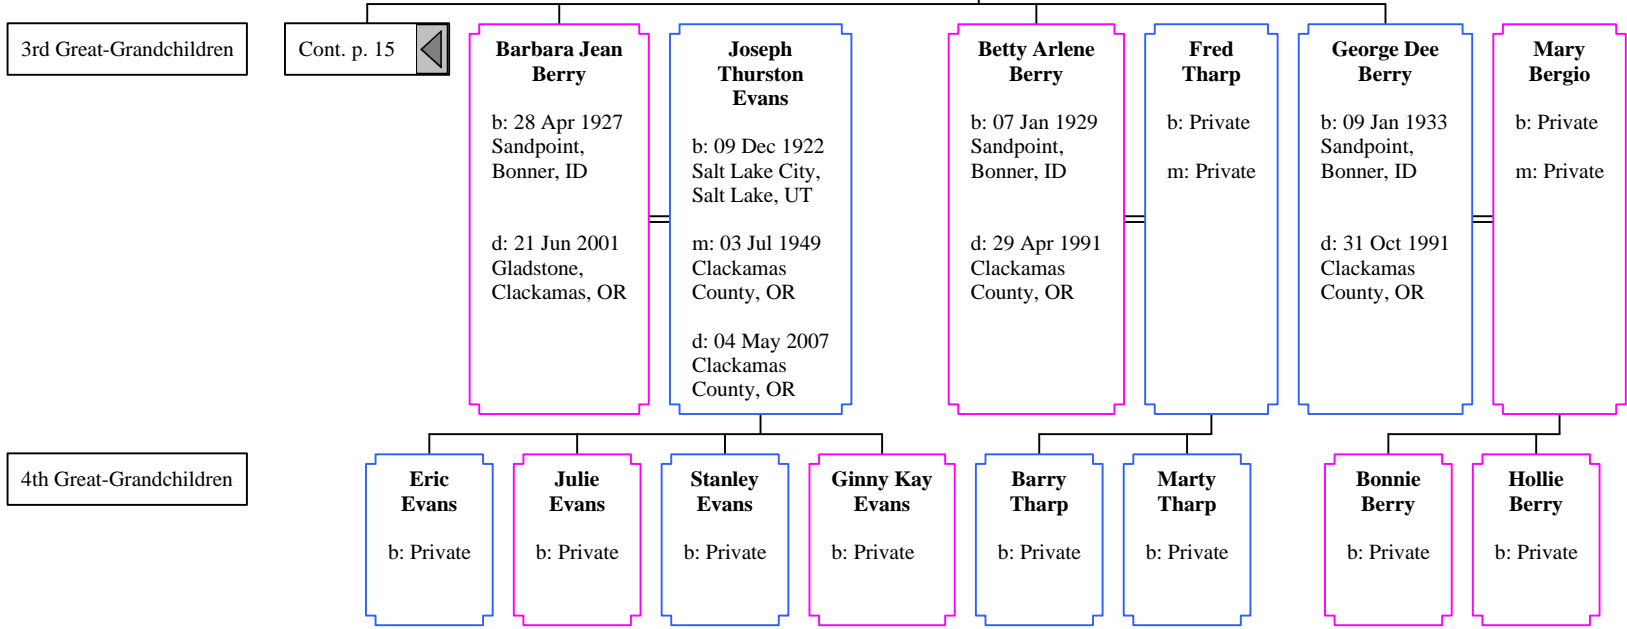 3rd Great-Grandchildren
Cont. p. 15
Barbara Jean
Berry
b: 28 Apr 1927
Sandpoint,
Bonner, ID
d: 21 Jun 2001
Gladstone,
Clackamas, OR
Joseph
Thurston
Evans
b: 09 Dec 1922
Salt Lake City,
Salt Lake, UT
m: 03 Jul 1949
Clackamas
County, OR
d: 04 May 2007
Clackamas
County, OR
Betty Arlene
Berry
b: 07 Jan 1929
Sandpoint,
Bonner, ID
d: 29 Apr 1991
Clackamas
County, OR
Fred
Tharp
b: Private
m: Private
George Dee
Berry
b: 09 Jan 1933
Sandpoint,
Bonner, ID
d: 31 Oct 1991
Clackamas
County, OR
Mary
Bergio
b: Private
m: Private
4th Great-Grandchildren
Eric
Evans
b: Private
Julie
Evans
b: Private
Stanley
Evans
b: Private
Ginny Kay
Evans
b: Private
Barry
Tharp
b: Private
Marty
Tharp
b: Private
Bonnie
Berry
b: Private
Hollie
Berry
b: Private